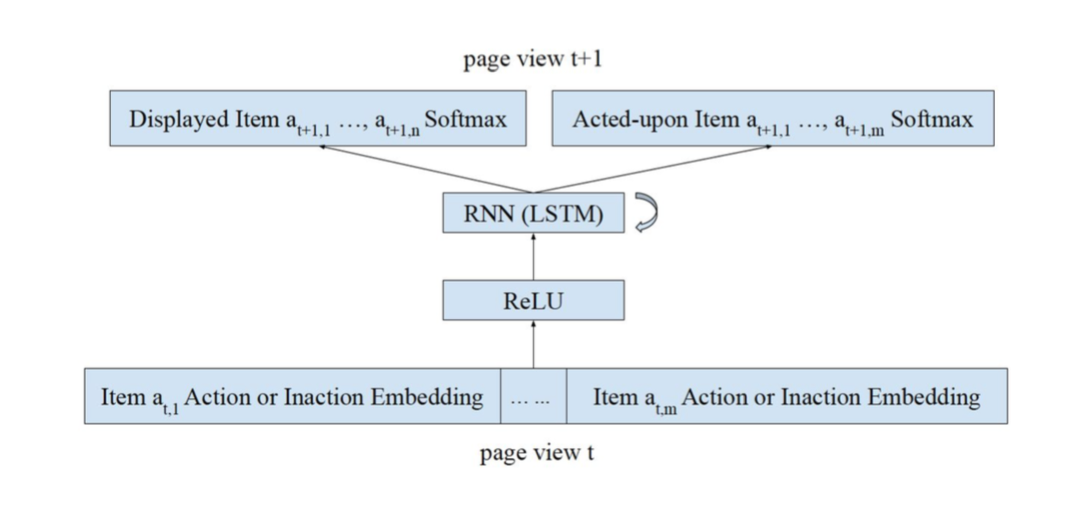 page view t+1
Displayed Item a_{t+1,1} ..., a_{t+1,n} Softmax
Acted-upon Item a_{t+1,1} ..., a_{t+1,m} Softmax
RNN (LSTM)
ReLU
Item a_{t,1} Action or Inaction Embedding
... ...
Item a_{t,m} Action or Inaction Embedding
page view t